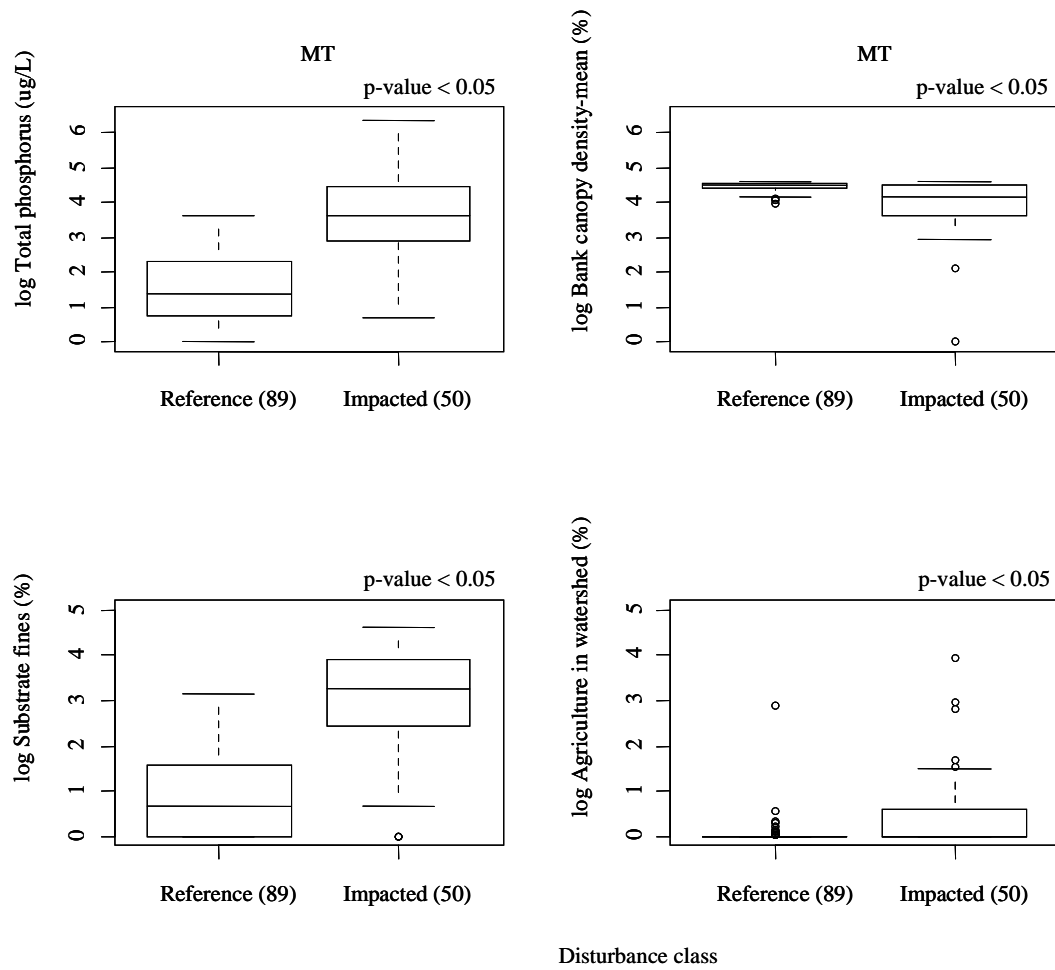 MT
p-value < 0.05
log Total phosphorus (ug/L)
6
5
4
3
2
1
0
Reference (89) Impacted (50)
MT
p-value < 0.05
log Bank canopy density-mean (%)
6
5
4
3
2
1
0
Reference (89) Impacted (50)
p-value < 0.05
log Substrate fines (%)
5
4
3
2
1
0
Reference (89) Impacted (50)
p-value < 0.05
log Agriculture in watershed (%)
5
4
3
2
1
0
Reference (89) Impacted (50)
Disturbance class